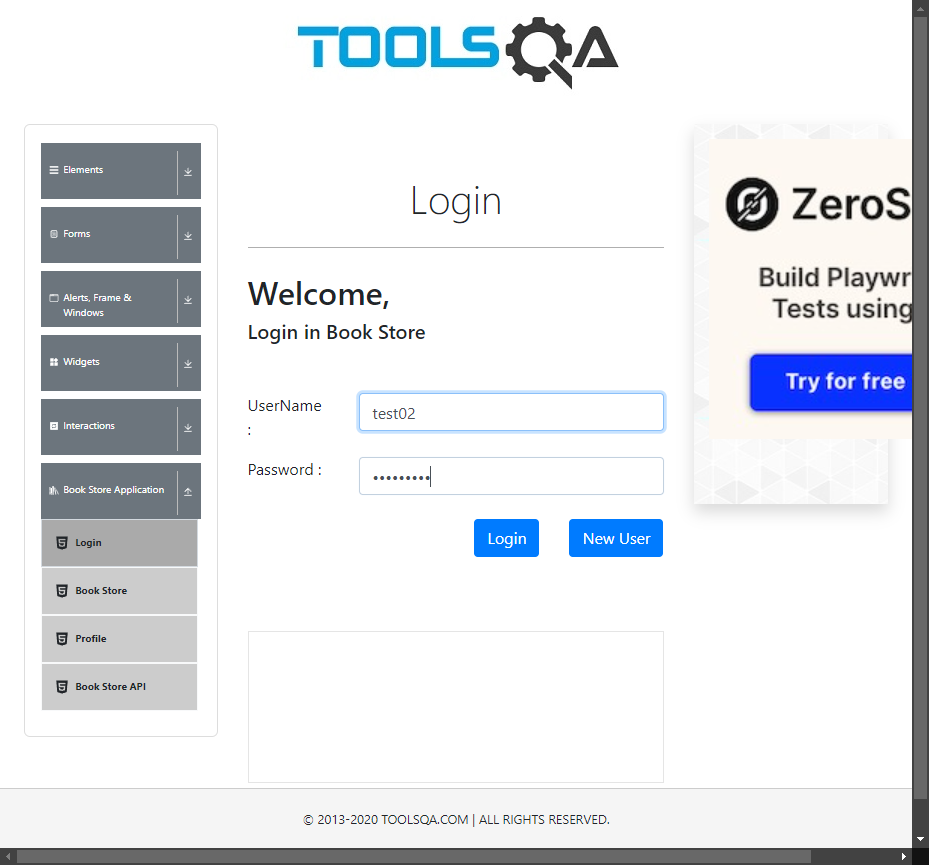 TOOLSQA
Elements
Forms
Alerts, Frame &
Windows
Widgets
Interactions
Book Store Application
Login
Book Store
Profile
Book Store API
Login
Welcome,
Login in Book Store
UserName
:
test02
Password :
•••••••••
Login
New User
ZeroS
Build Playwr
Tests using
Try for free
© 2013-2020 TOOLSQA.COM | ALL RIGHTS RESERVED.